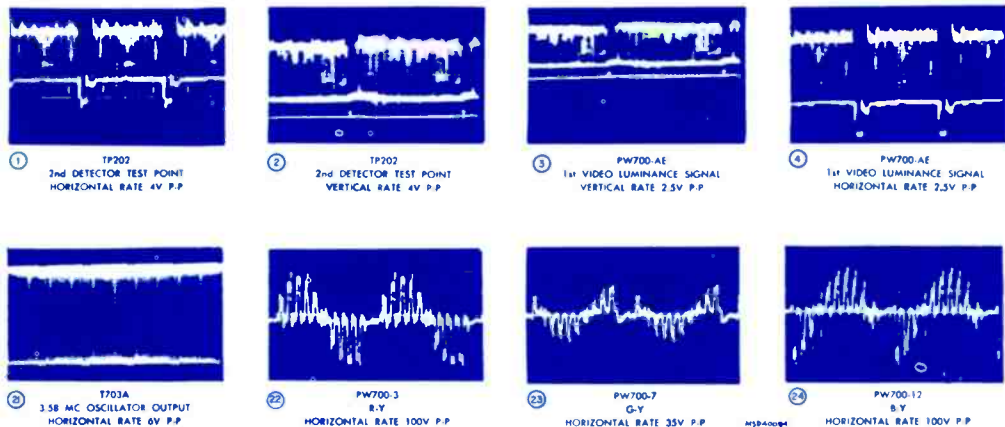 1
TP202
2nd DETECTOR TEST POINT
HORIZONTAL RATE 4V P-P
2
TP202
2nd DETECTOR TEST POINT
VERTICAL RATE 4V P-P
3
PW700-AE
1st VIDEO LUMINANCE SIGNAL
VERTICAL RATE 2.5V P-P
4
PW700-AE
1st VIDEO LUMINANCE SIGNAL
HORIZONTAL RATE 2.5V P-P
21
T703A
3.58 MC OSCILLATOR OUTPUT
HORIZONTAL RATE 6V P-P
22
PW700-3
R-Y
HORIZONTAL RATE 100V P-P
23
PW700-7
G-Y
HORIZONTAL RATE 35V P-P
24
PW700-12
B-Y
HORIZONTAL RATE 100V P-P